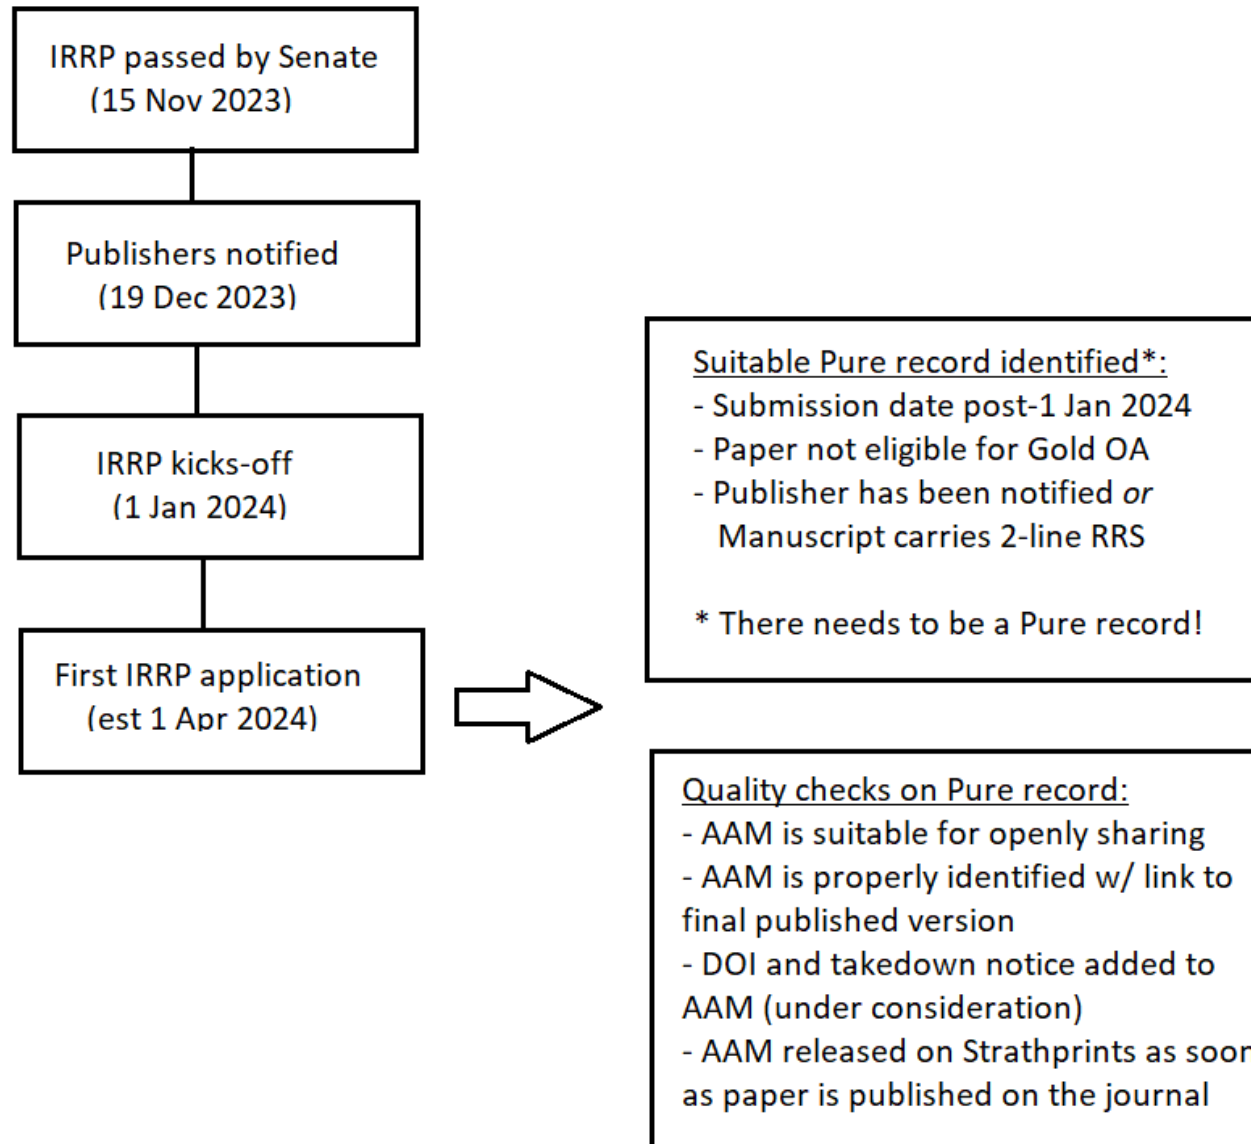 IRRP passed by Senate
(15 Nov 2023)
Publishers notified
(19 Dec 2023)
IRRP kicks-off
(1 Jan 2024)
First IRRP application
(est 1 Apr 2024)
Suitable Pure record identified*:
- Submission date post-1 Jan 2024
- Paper not eligible for Gold OA
- Publisher has been notified or
Manuscript carries 2-line RRS
* There needs to be a Pure record!
Quality checks on Pure record:
- AAM is suitable for openly sharing
- AAM is properly identified w/ link to
final published version
- DOI and takedown notice added to
AAM (under consideration)
- AAM released on Strathprints as soon
as paper is published on the journal